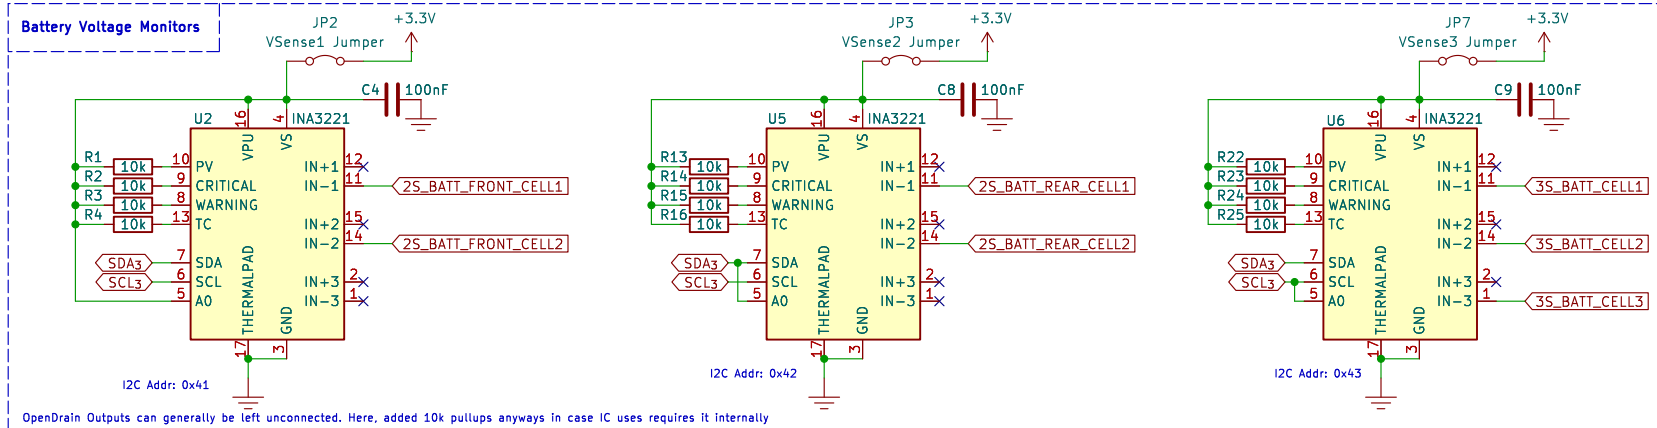 Battery Voltage Monitors
JP2
VSense1 Jumper
+3.3V
C4
100nF
U2
INA3221
16
4
VPU
VS
R1
10k
10
PV
R2
10k
9
CRITICAL
R3
10k
8
WARNING
R4
10k
13
TC
SDA3
7
SDA
SCL3
6
SCL
5
A0
IN+1
12
IN-1
11
2S_BATT_FRONT_CELL1
IN+2
15
IN-2
14
2S_BATT_FRONT_CELL2
IN+3
2
IN-3
1
THERMALPAD
GND
17
3
I2C Addr: 0x41
JP3
VSense2 Jumper
+3.3V
C8
100nF
U5
INA3221
16
4
VPU
VS
R13
10k
10
PV
R14
10k
9
CRITICAL
R15
10k
8
WARNING
R16
10k
13
TC
SDA3
7
SDA
SCL3
6
SCL
5
A0
IN+1
12
IN-1
11
2S_BATT_REAR_CELL1
IN+2
15
IN-2
14
2S_BATT_REAR_CELL2
IN+3
2
IN-3
1
THERMALPAD
GND
17
3
I2C Addr: 0x42
JP7
VSense3 Jumper
+3.3V
C9
100nF
U6
INA3221
16
4
VPU
VS
R22
10k
10
PV
R23
10k
9
CRITICAL
R24
10k
8
WARNING
R25
10k
13
TC
SDA3
7
SDA
SCL3
6
SCL
5
A0
IN+1
12
IN-1
11
3S_BATT_CELL1
IN+2
15
IN-2
14
3S_BATT_CELL2
IN+3
2
IN-3
1
3S_BATT_CELL3
THERMALPAD
GND
17
3
I2C Addr: 0x43
OpenDrain Outputs can generally be left unconnected. Here, added 10k pullups anyways in case IC uses requires it internally